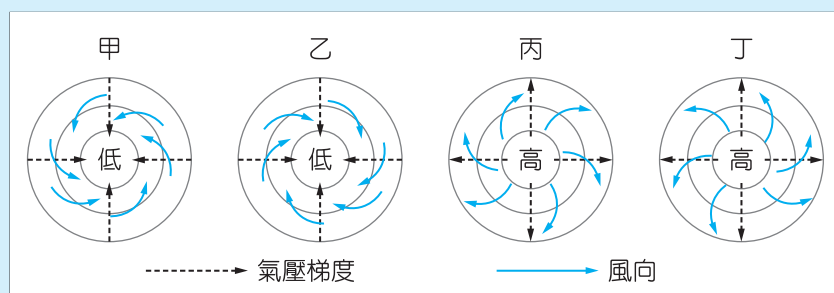 甲 乙 丙 丁
低 低 高 高
氣壓梯度 風向